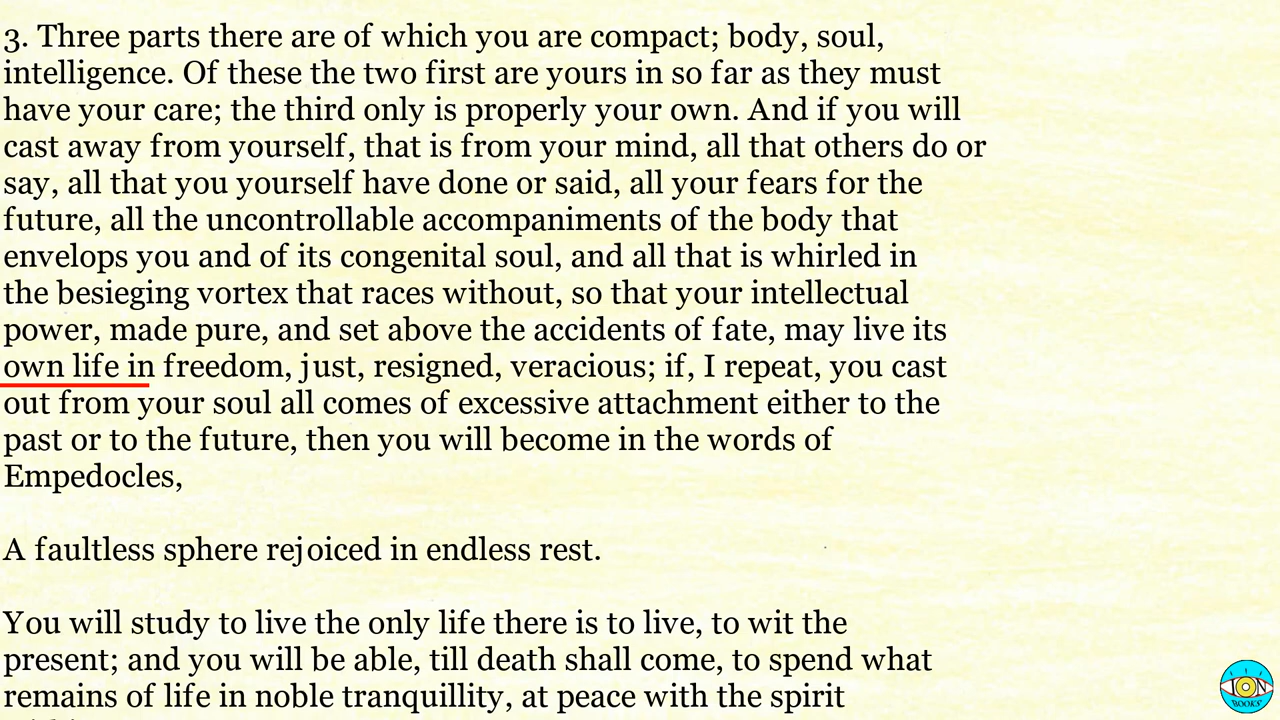 3. Three parts there are of which you are compact; body, soul,
intelligence. Of these the two first are yours in so far as they must
have your care; the third only is properly your own. And if you will
cast away from yourself, that is from your mind, all that others do or
say, all that you yourself have done or said, all your fears for the
future, all the uncontrollable accompaniments of the body that
envelops you and of its congenital soul, and all that is whirled in
the besieging vortex that races without, so that your intellectual
power, made pure, and set above the accidents of fate, may live its
own life in freedom, just, resigned, veracious; if, I repeat, you cast
out from your soul all comes of excessive attachment either to the
past or to the future, then you will become in the words of
Empedocles,
A faultless sphere rejoiced in endless rest.
You will study to live the only life there is to live, to wit the
present; and you will be able, till death shall come, to spend what
remains of life in noble tranquillity, at peace with the spirit
ION
BOOKS